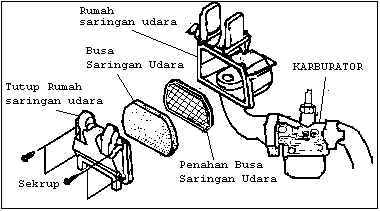 Rumah
saringan udara
Busa
Saringan Udara
KARBURATOR
Tutup Rumah
saringan udara
Penahan Busa
Saringan Udara
Sekrup